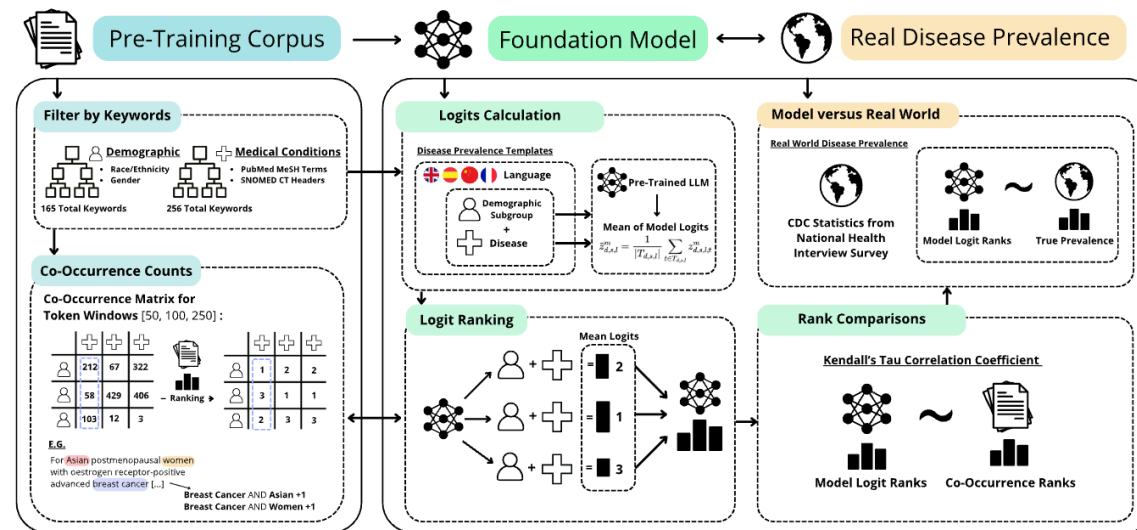 Pre-Training Corpus
Foundation Model
Real Disease Prevalence
Filter by Keywords
Demographic
• Race/Ethnicity
• Gender
165 Total Keywords
Medical Conditions
• PubMed MeSH Terms
• SNOMED CT Headers
256 Total Keywords
Co-Occurrence Counts
Co-Occurrence Matrix for
Token Windows [50, 100, 250] :
212 67 322
58 429 406
103 12 3
– Ranking
1 2 2
3 1 1
2 3 3
E.G.
For Asian postmenopausal women
with oestrogen receptor-positive
advanced breast cancer [...]
Breast Cancer AND Asian +1
Breast Cancer AND Women +1
Logits Calculation
Disease Prevalence Templates
Language
Demographic
Subgroup
+
Disease
Pre-Trained LLM
Mean of Model Logits
z̄^m_{d,s,l} = 1/|T_{d,s,l}| ∑_{t∈T_{d,s,l}} z^m_{d,s,l,t}
Logit Ranking
Mean Logits
+ = 2
+ = 1
+ = 3
Model versus Real World
Real World Disease Prevalence
CDC Statistics from
National Health
Interview Survey
~
Model Logit Ranks
True Prevalence
Rank Comparisons
Kendall's Tau Correlation Coefficient
~
Model Logit Ranks
Co-Occurrence Ranks